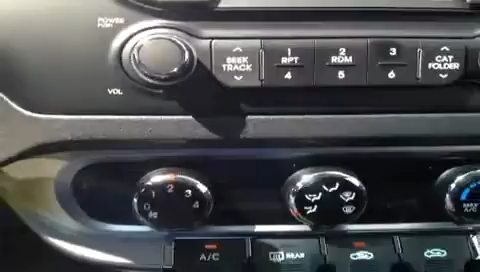 POWER
PUSH
VOL
SEEK
TRACK
1 RPT 4
2 RDM 5
3 6
CAT
FOLDER
0 1 2 3 4
A/C
REAR
MAX
A/C